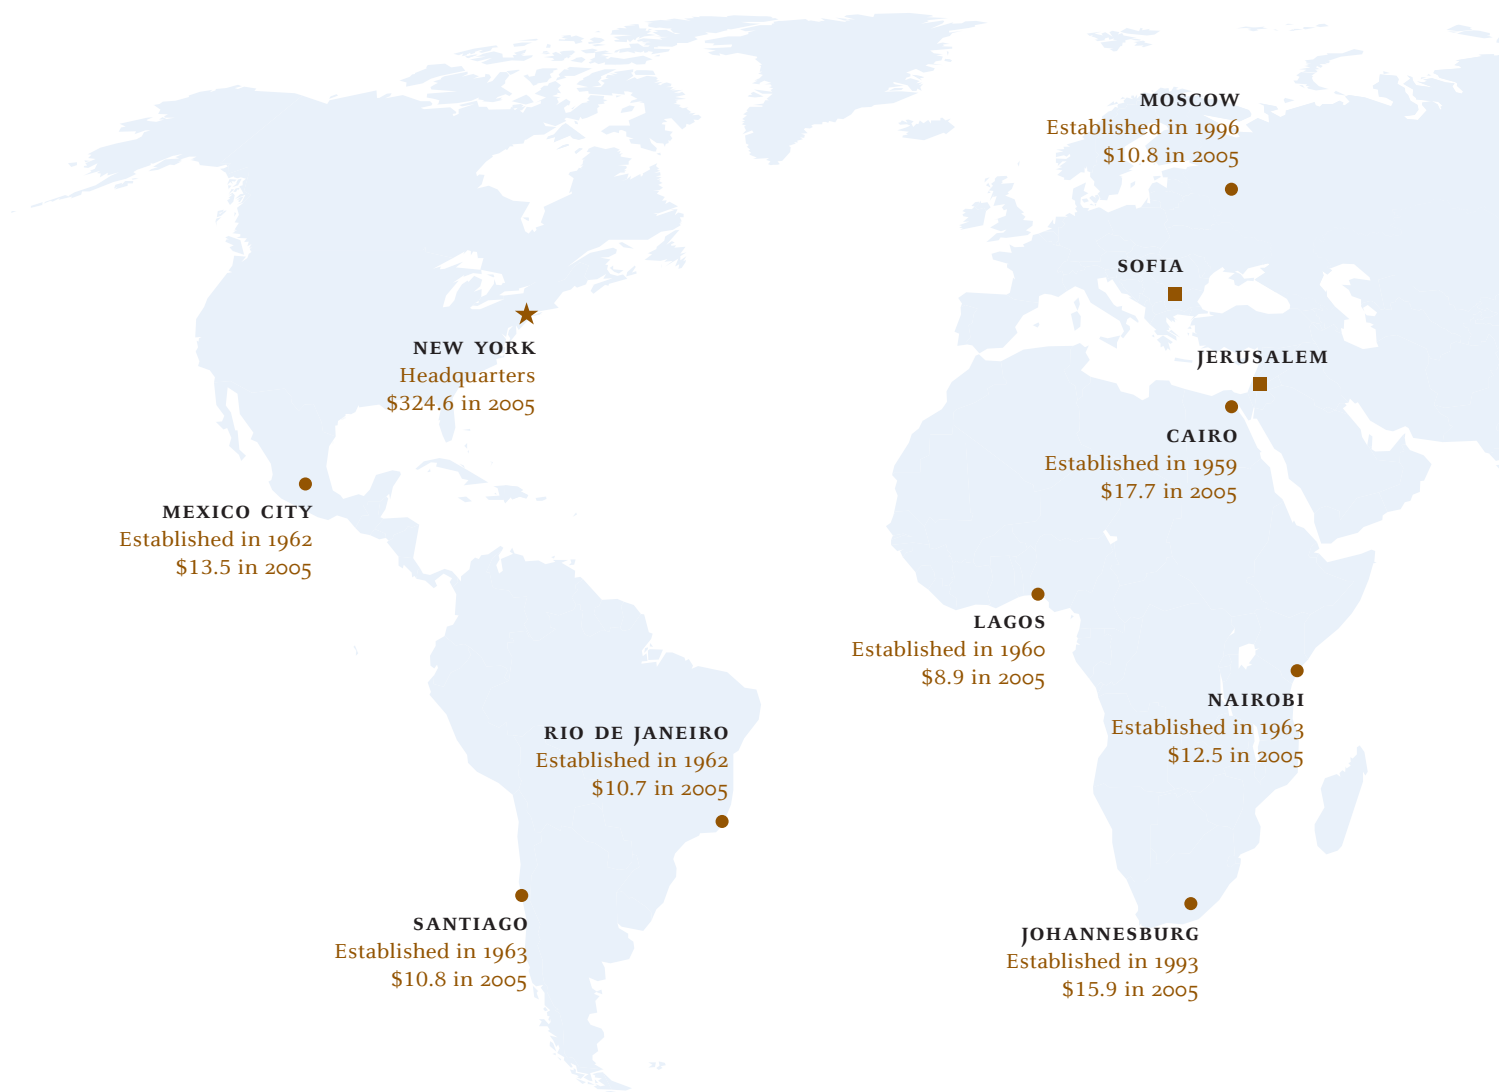 MOSCOW
Established in 1996
$10.8 in 2005
SOFIA
NEW YORK
Headquarters
$324.6 in 2005
JERUSALEM
CAIRO
Established in 1959
$17.7 in 2005
MEXICO CITY
Established in 1962
$13.5 in 2005
LAGOS
Established in 1960
$8.9 in 2005
NAIROBI
Established in 1963
$12.5 in 2005
RIO DE JANEIRO
Established in 1962
$10.7 in 2005
SANTIAGO
Established in 1963
$10.8 in 2005
JOHANNESBURG
Established in 1993
$15.9 in 2005